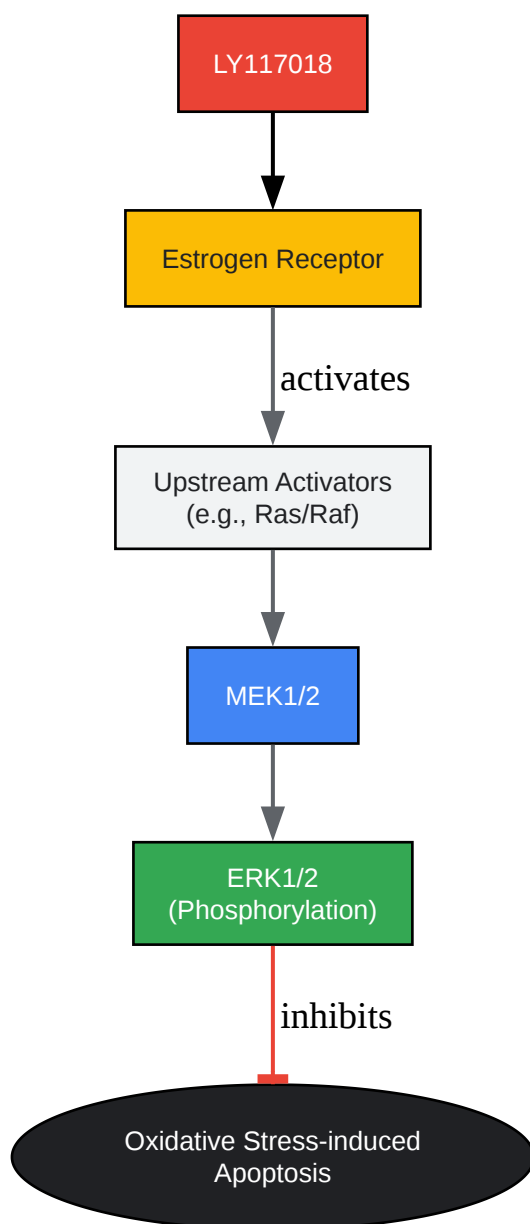 LY117018
Estrogen Receptor
activates
Upstream Activators
(e.g., Ras/Raf)
MEK1/2
ERK1/2
(Phosphorylation)
inhibits
Oxidative Stress-induced
Apoptosis